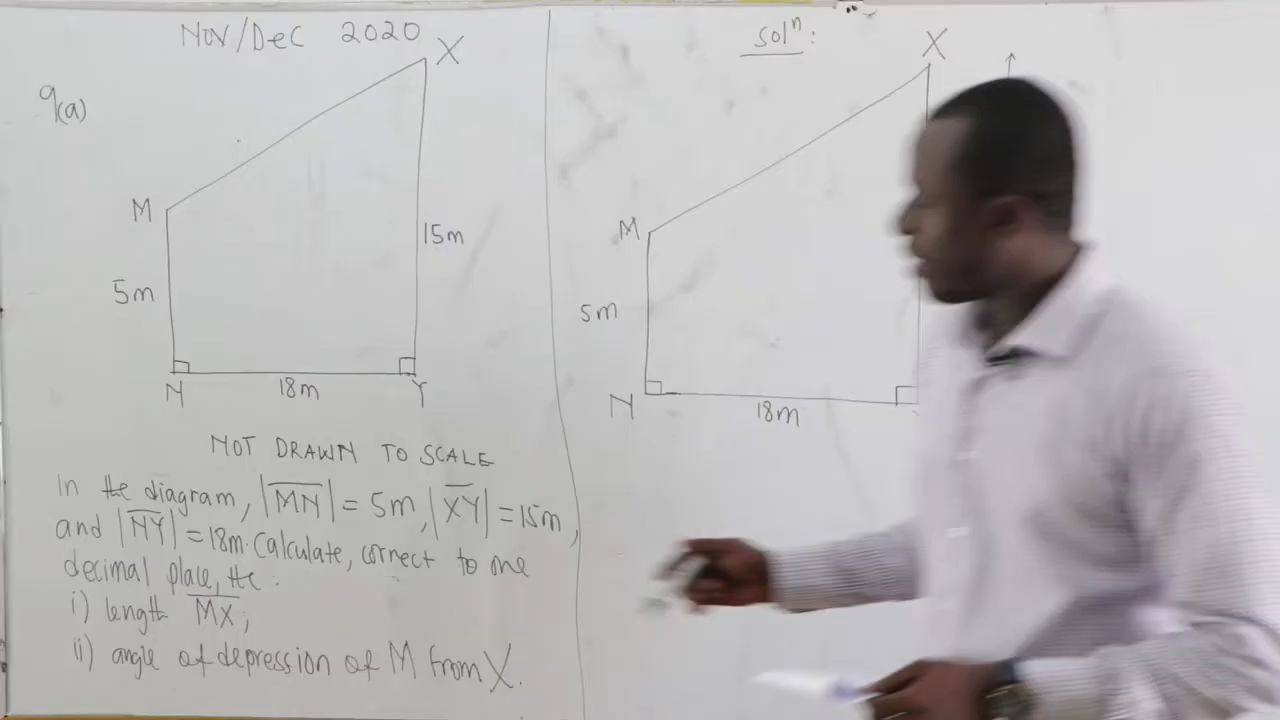 Nov/Dec 2020
9(a)
X
M
15m
5m
N
18m
Y
NOT DRAWN TO SCALE
In the diagram, |MN| = 5m, |XY| = 15m,
and |NY| = 18m. Calculate, correct to one
decimal place, the:
i) length MX;
ii) angle of depression of M from X.
Solⁿ:
X
M
5m
N
18m